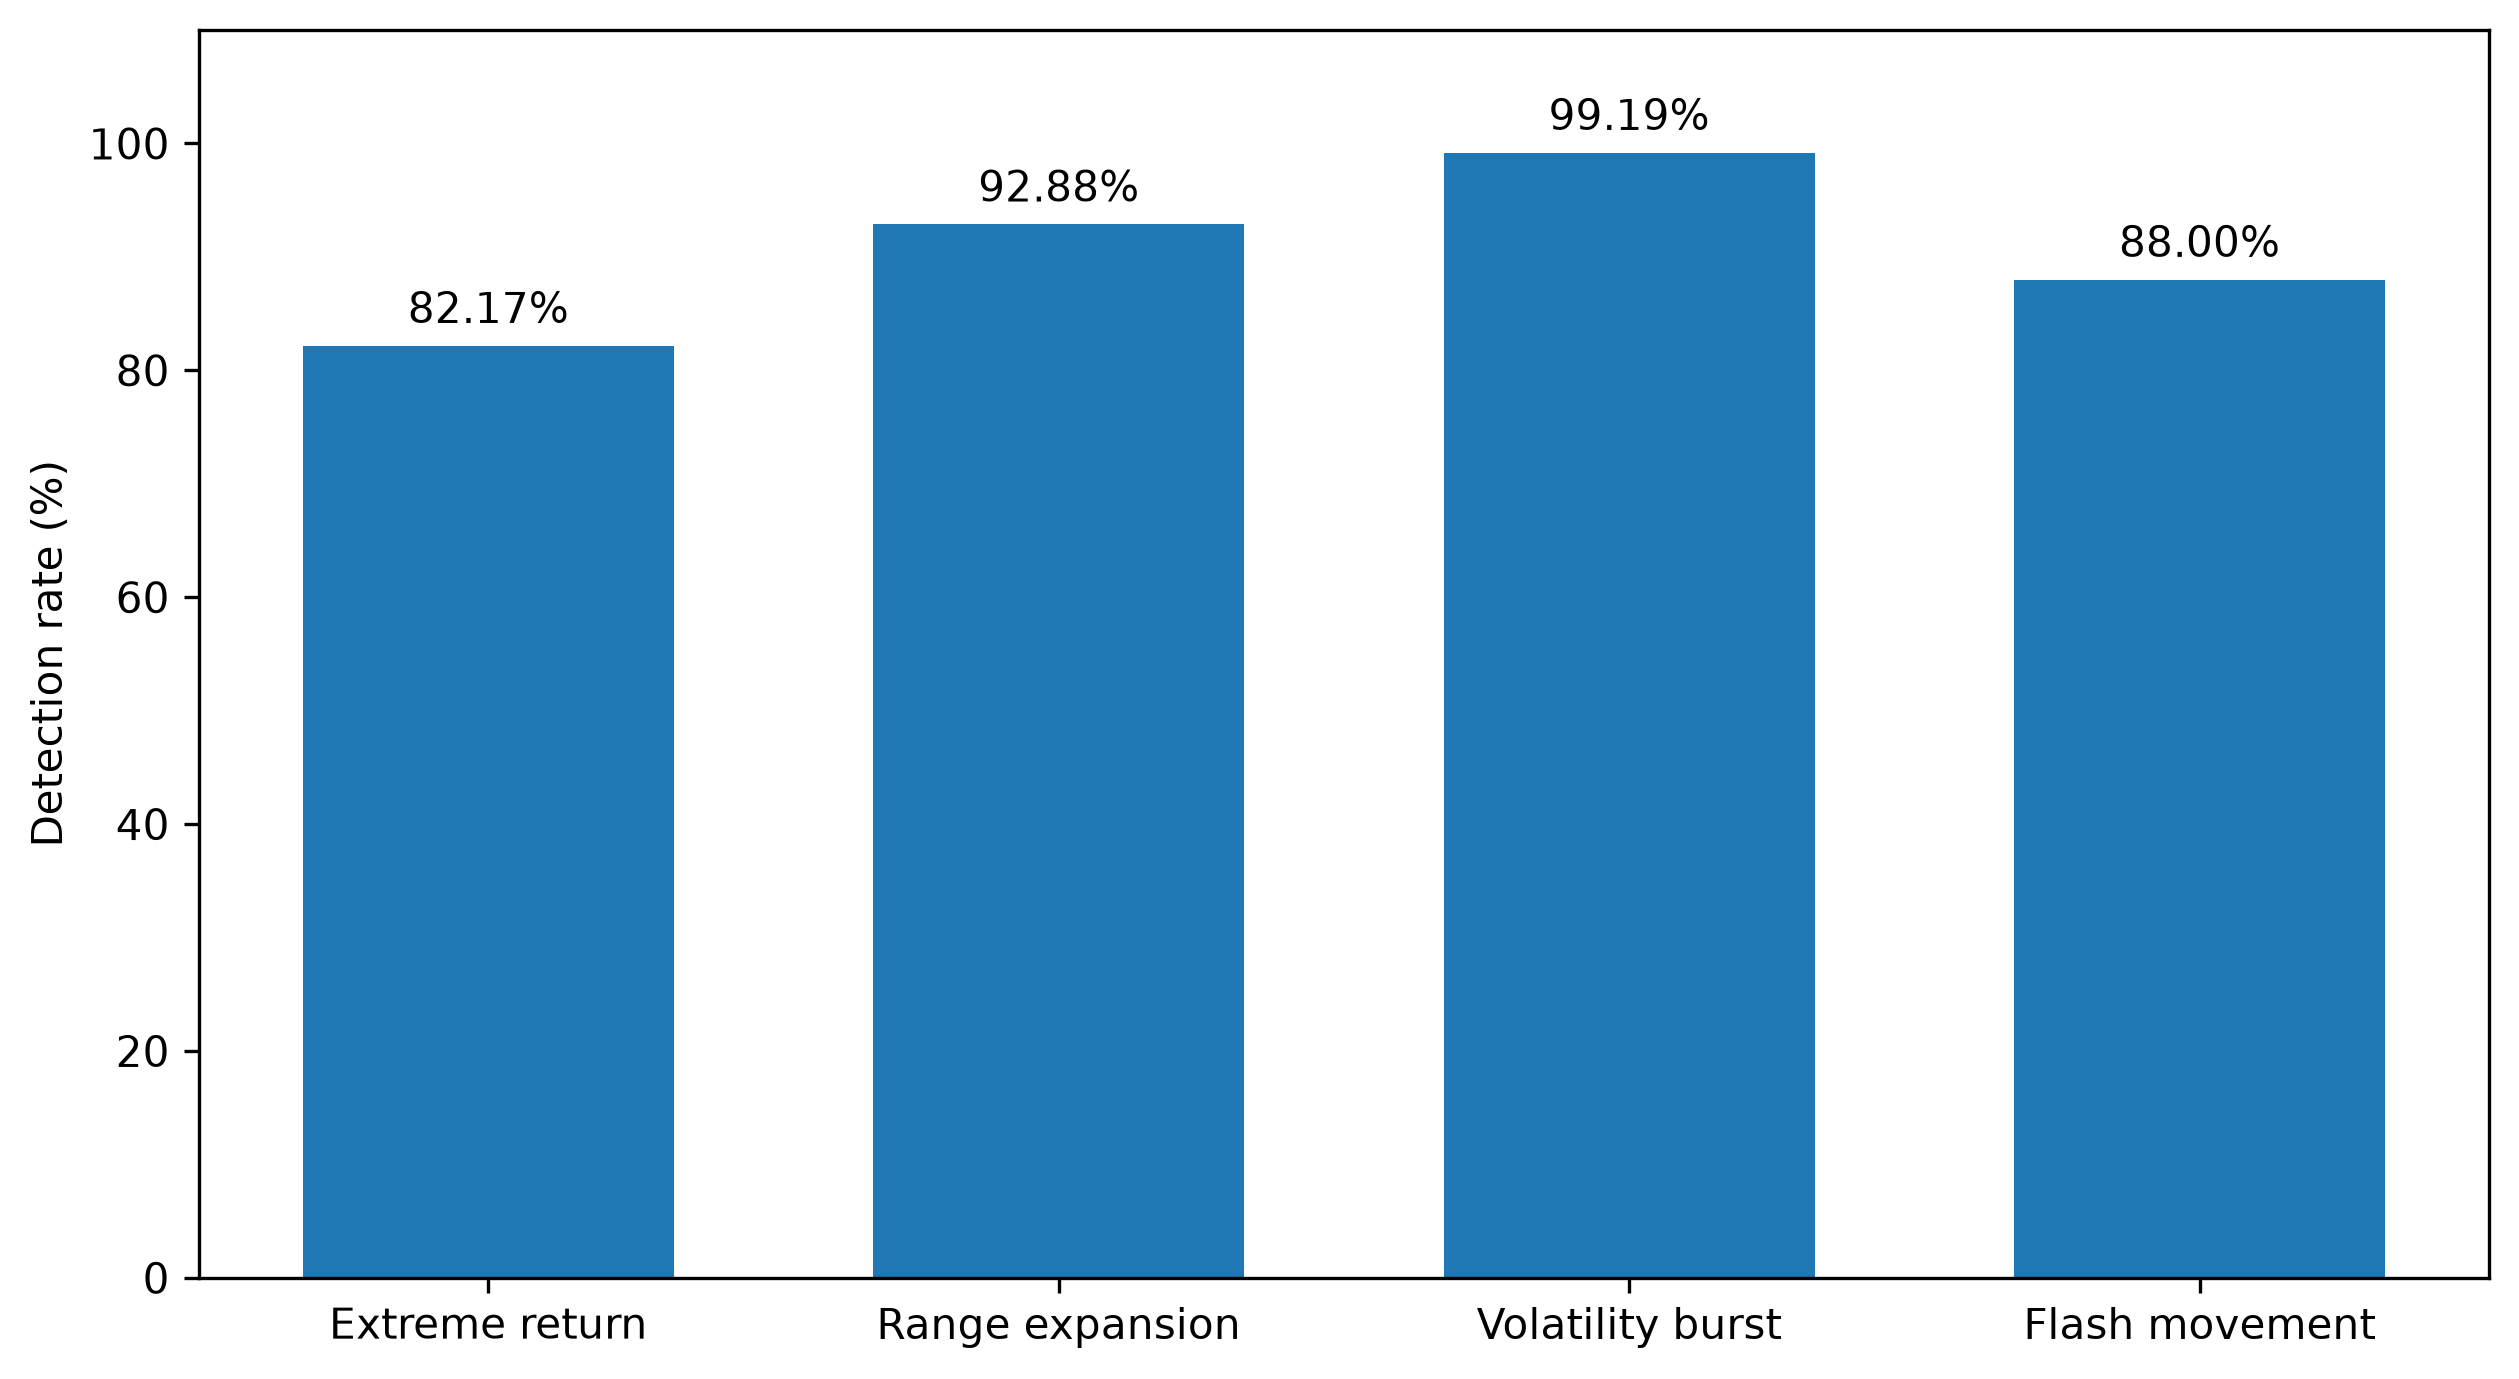 Detection rate (%)
100
80
60
40
20
0
82.17%
92.88%
99.19%
88.00%
Extreme return
Range expansion
Volatility burst
Flash movement